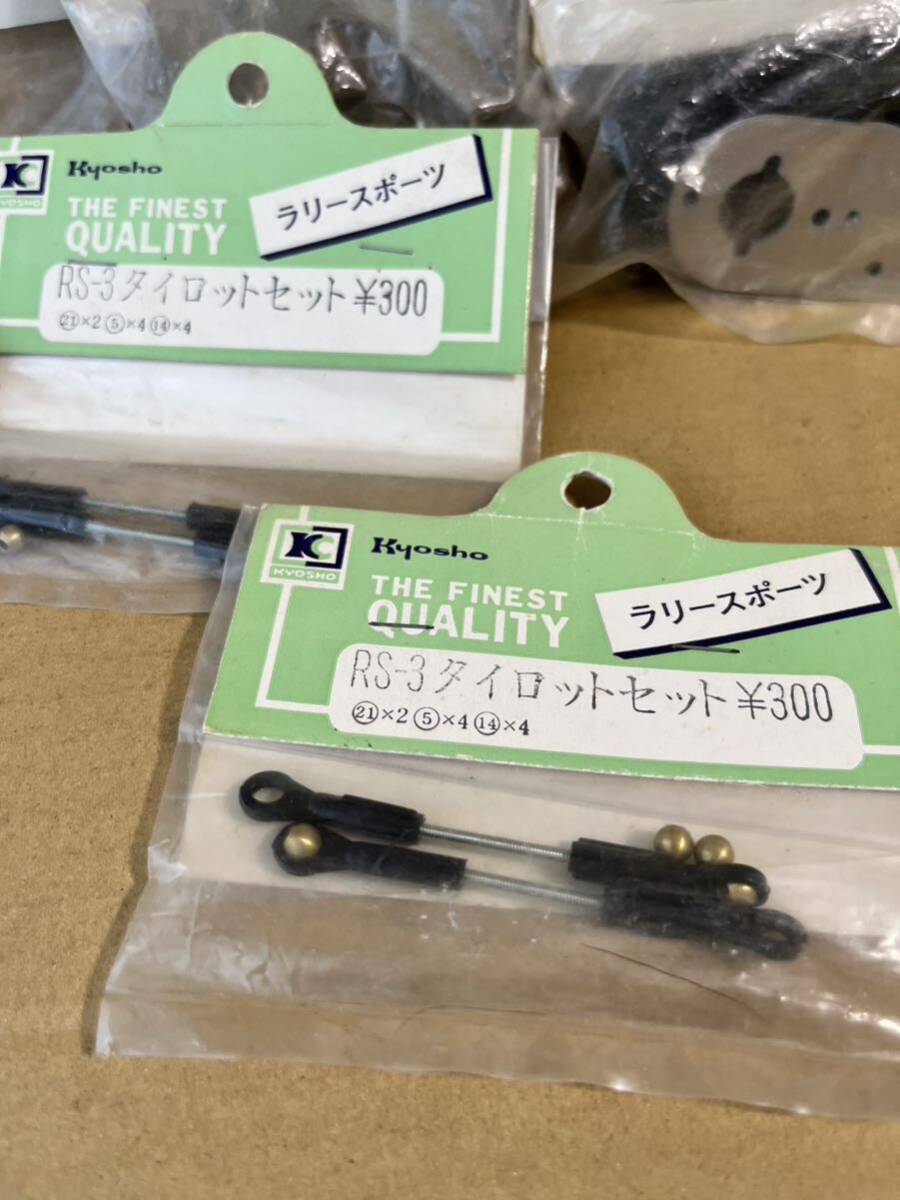 KC
KYOSHO
Kyosho
THE FINEST
QUALITY
ラリースポーツ
RS-3タイロットセット¥300
㉑×2 ⑤×4 ⑭×4
KC
KYOSHO
Kyosho
THE FINEST
QUALITY
ラリースポーツ
RS-3タイロットセット¥300
㉑×2 ⑤×4 ⑭×4